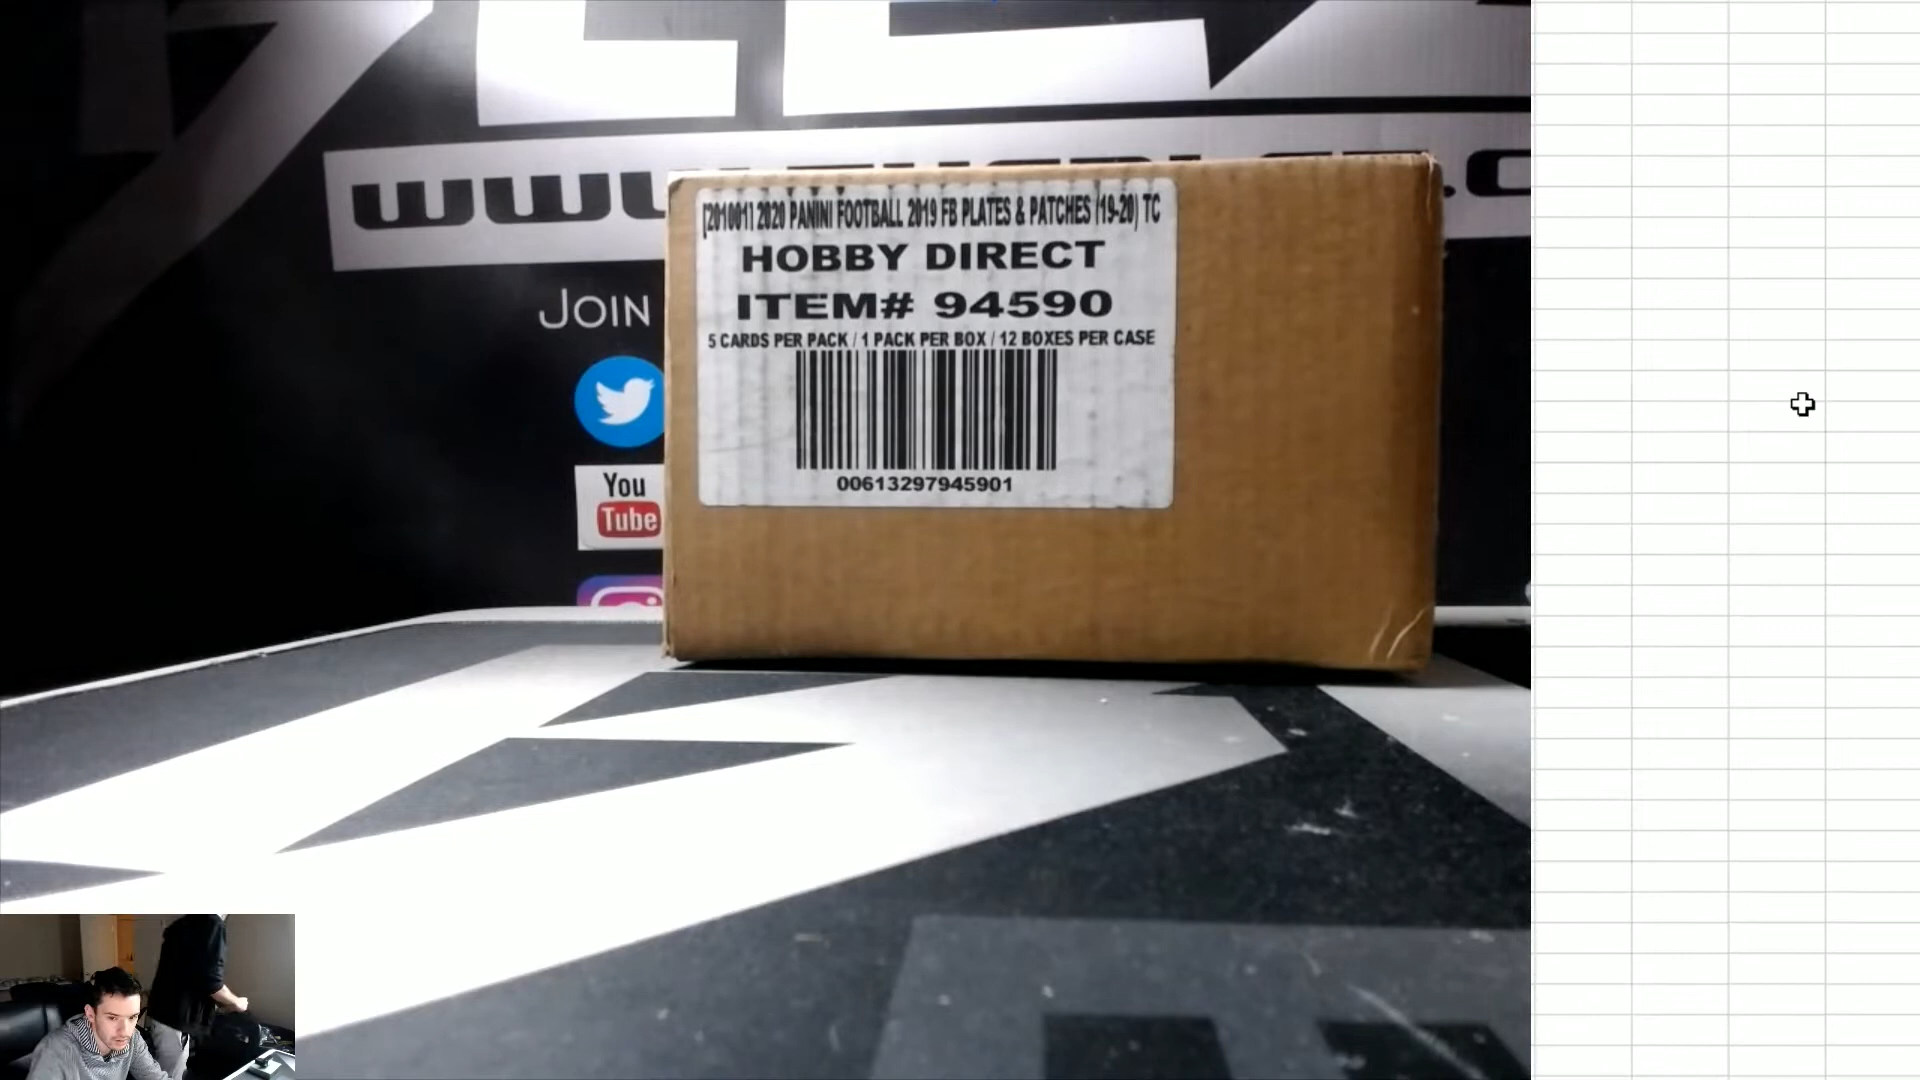 [201001] 2020 PANINI FOOTBALL 2019 FB PLATES & PATCHES (19-20) TC
HOBBY DIRECT
ITEM# 94590
5 CARDS PER PACK / 1 PACK PER BOX / 12 BOXES PER CASE
00613297945901
JOIN
You
Tube